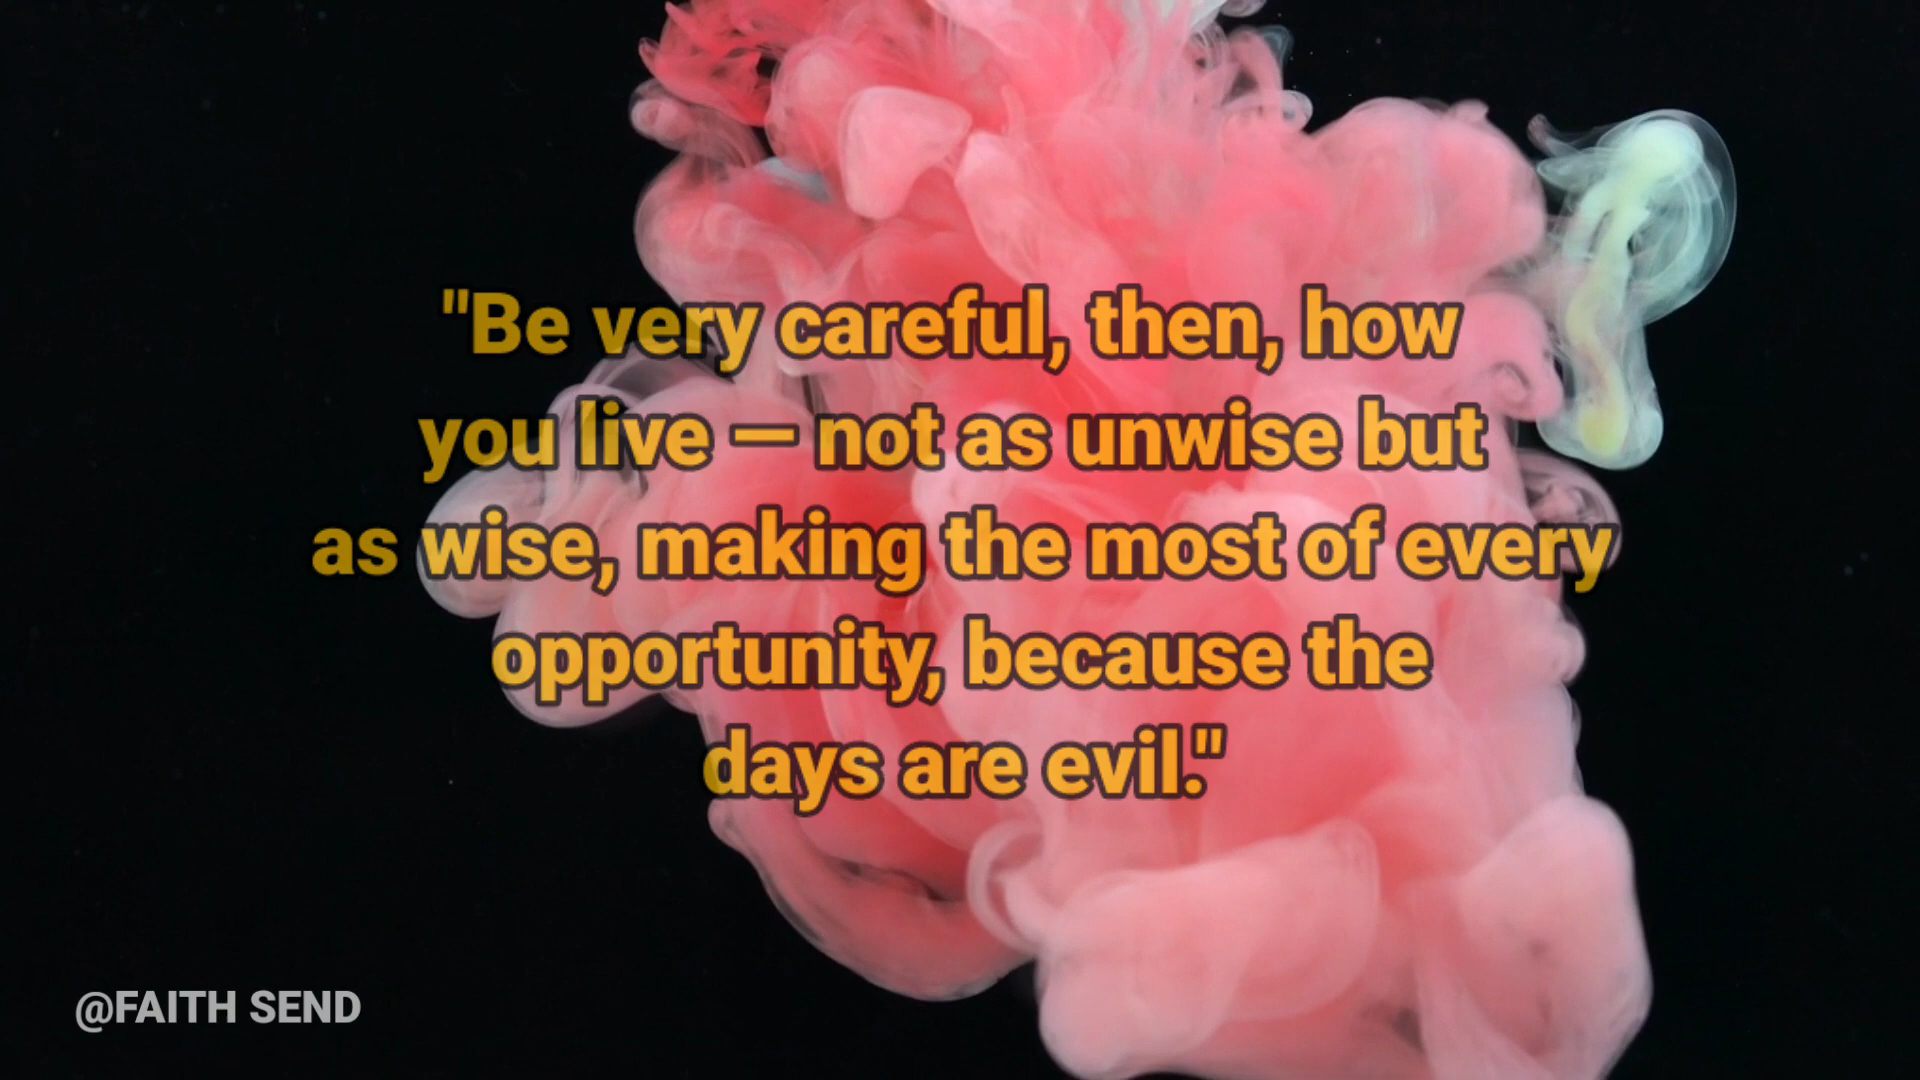 "Be very careful, then, how
you live — not as unwise but
as wise, making the most of every
opportunity, because the
days are evil."
@FAITH SEND